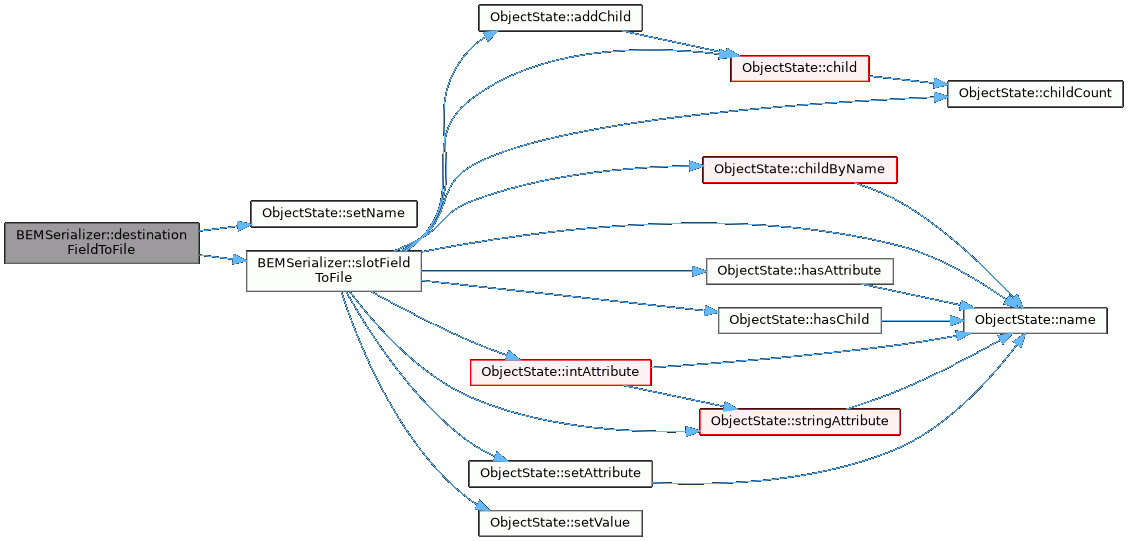 ObjectState::addChild
ObjectState::child
ObjectState::childCount
ObjectState::childByName
ObjectState::setName
BEMSerializer::destination
FieldToFile
BEMSerializer::slotField
ToFile
ObjectState::hasAttribute
ObjectState::hasChild
ObjectState::name
ObjectState::intAttribute
ObjectState::stringAttribute
ObjectState::setAttribute
ObjectState::setValue